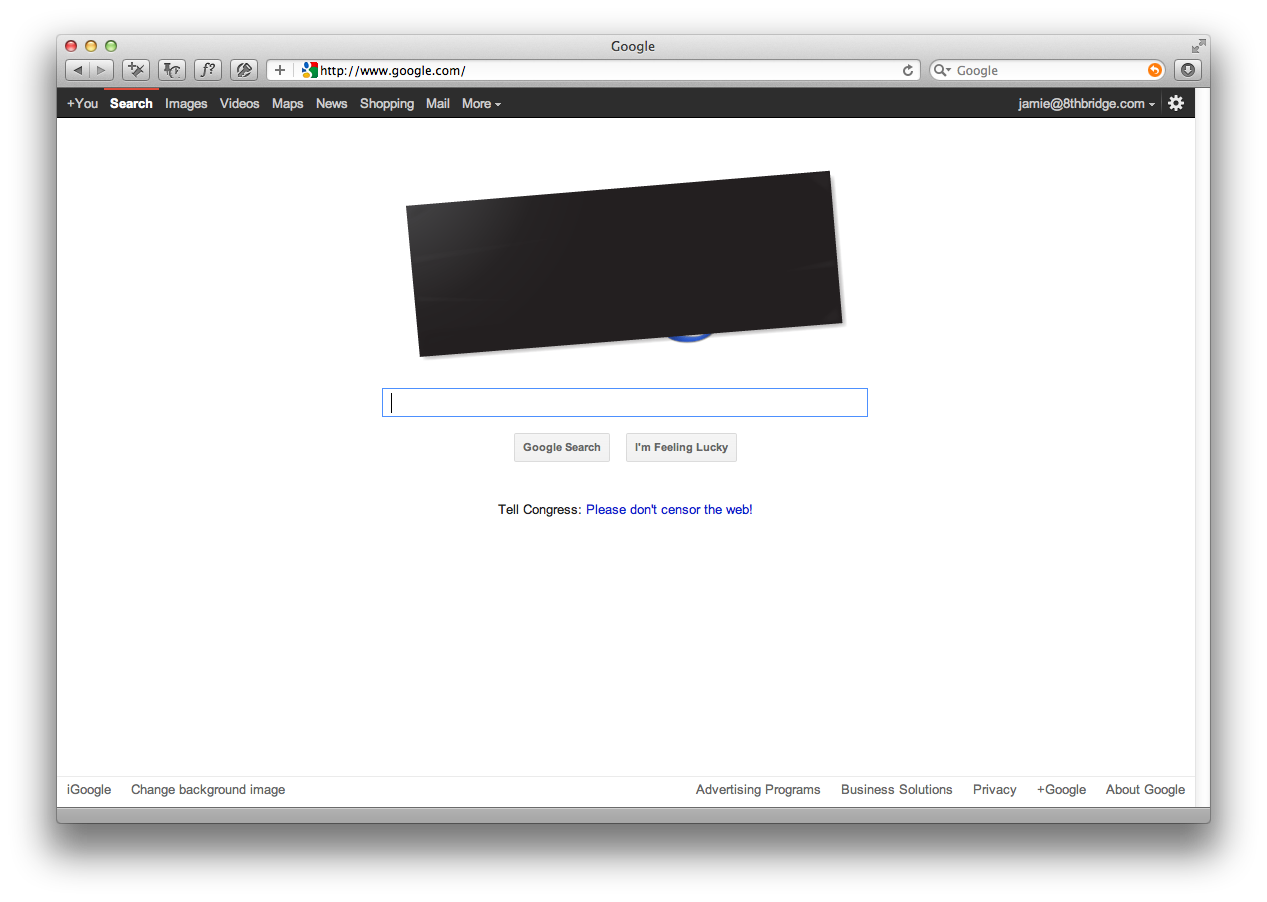 Google
http://www.google.com/
Google
+You Search Images Videos Maps News Shopping Mail More
jamie@8thbridge.com
Google Search
I'm Feeling Lucky
Tell Congress: Please don't censor the web!
iGoogle Change background image
Advertising Programs Business Solutions Privacy +Google About Google